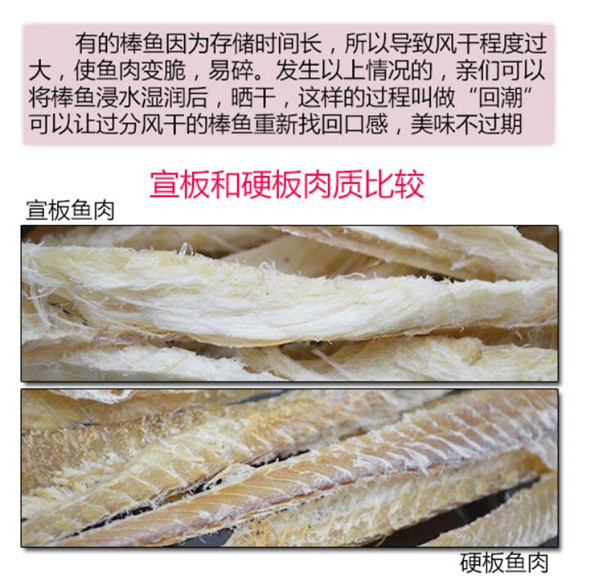 有的棒鱼因为存储时间长，所以导致风干程度过
大，使鱼肉变脆，易碎。发生以上情况的，亲们可以
将棒鱼浸水湿润后，晒干，这样的过程叫做“回潮”
可以让过分风干的棒鱼重新找回口感，美味不过期
宣板和硬板肉质比较
宣板鱼肉
硬板鱼肉